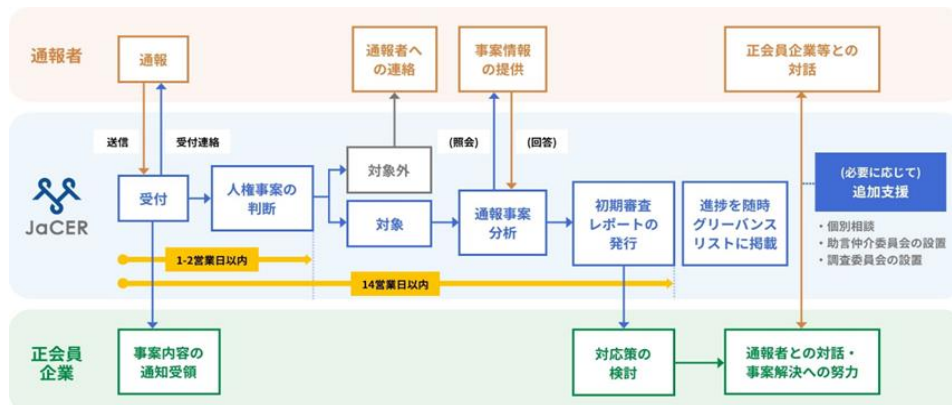 通報者
通報
通報者へ
の連絡
事案情報
の提供
正会員企業等との
対話
送信
受付連絡
(照会)
(回答)
JaCER
受付
人権事案の
判断
対象外
対象
通報事案
分析
初期審査
レポートの
発行
進捗を随時
グリーバンス
リストに掲載
(必要に応じて)
追加支援
・個別相談
・助言仲介委員会の設置
・調査委員会の設置
1-2営業日以内
14営業日以内
正会員
企業
事案内容の
通知受領
対応策の
検討
通報者との対話・
事案解決への努力